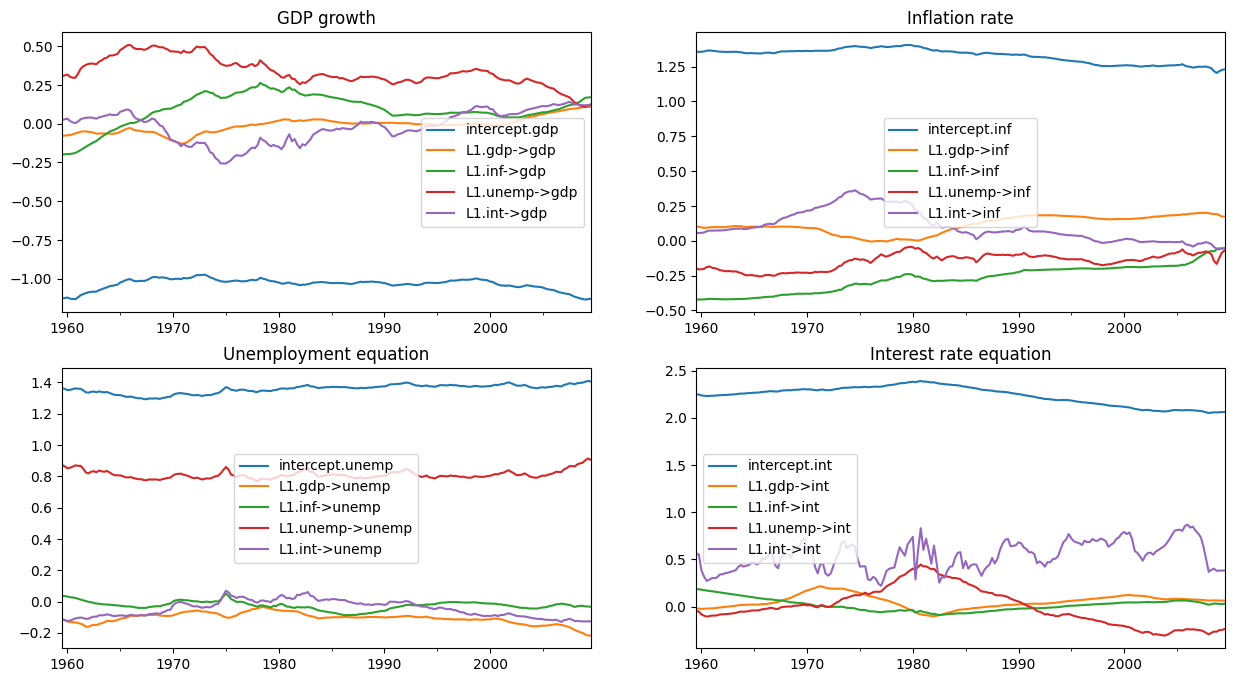 GDP growth
0.50
0.25
0.00
−0.25
−0.50
−0.75
−1.00
intercept.gdp
L1.gdp->gdp
L1.inf->gdp
L1.unemp->gdp
L1.int->gdp
1960 1970 1980 1990 2000
Inflation rate
1.25
1.00
0.75
0.50
0.25
0.00
−0.25
−0.50
intercept.inf
L1.gdp->inf
L1.inf->inf
L1.unemp->inf
L1.int->inf
1960 1970 1980 1990 2000
Unemployment equation
1.4
1.2
1.0
0.8
0.6
0.4
0.2
0.0
−0.2
intercept.unemp
L1.gdp->unemp
L1.inf->unemp
L1.unemp->unemp
L1.int->unemp
1960 1970 1980 1990 2000
Interest rate equation
2.5
2.0
1.5
1.0
0.5
0.0
intercept.int
L1.gdp->int
L1.inf->int
L1.unemp->int
L1.int->int
1960 1970 1980 1990 2000